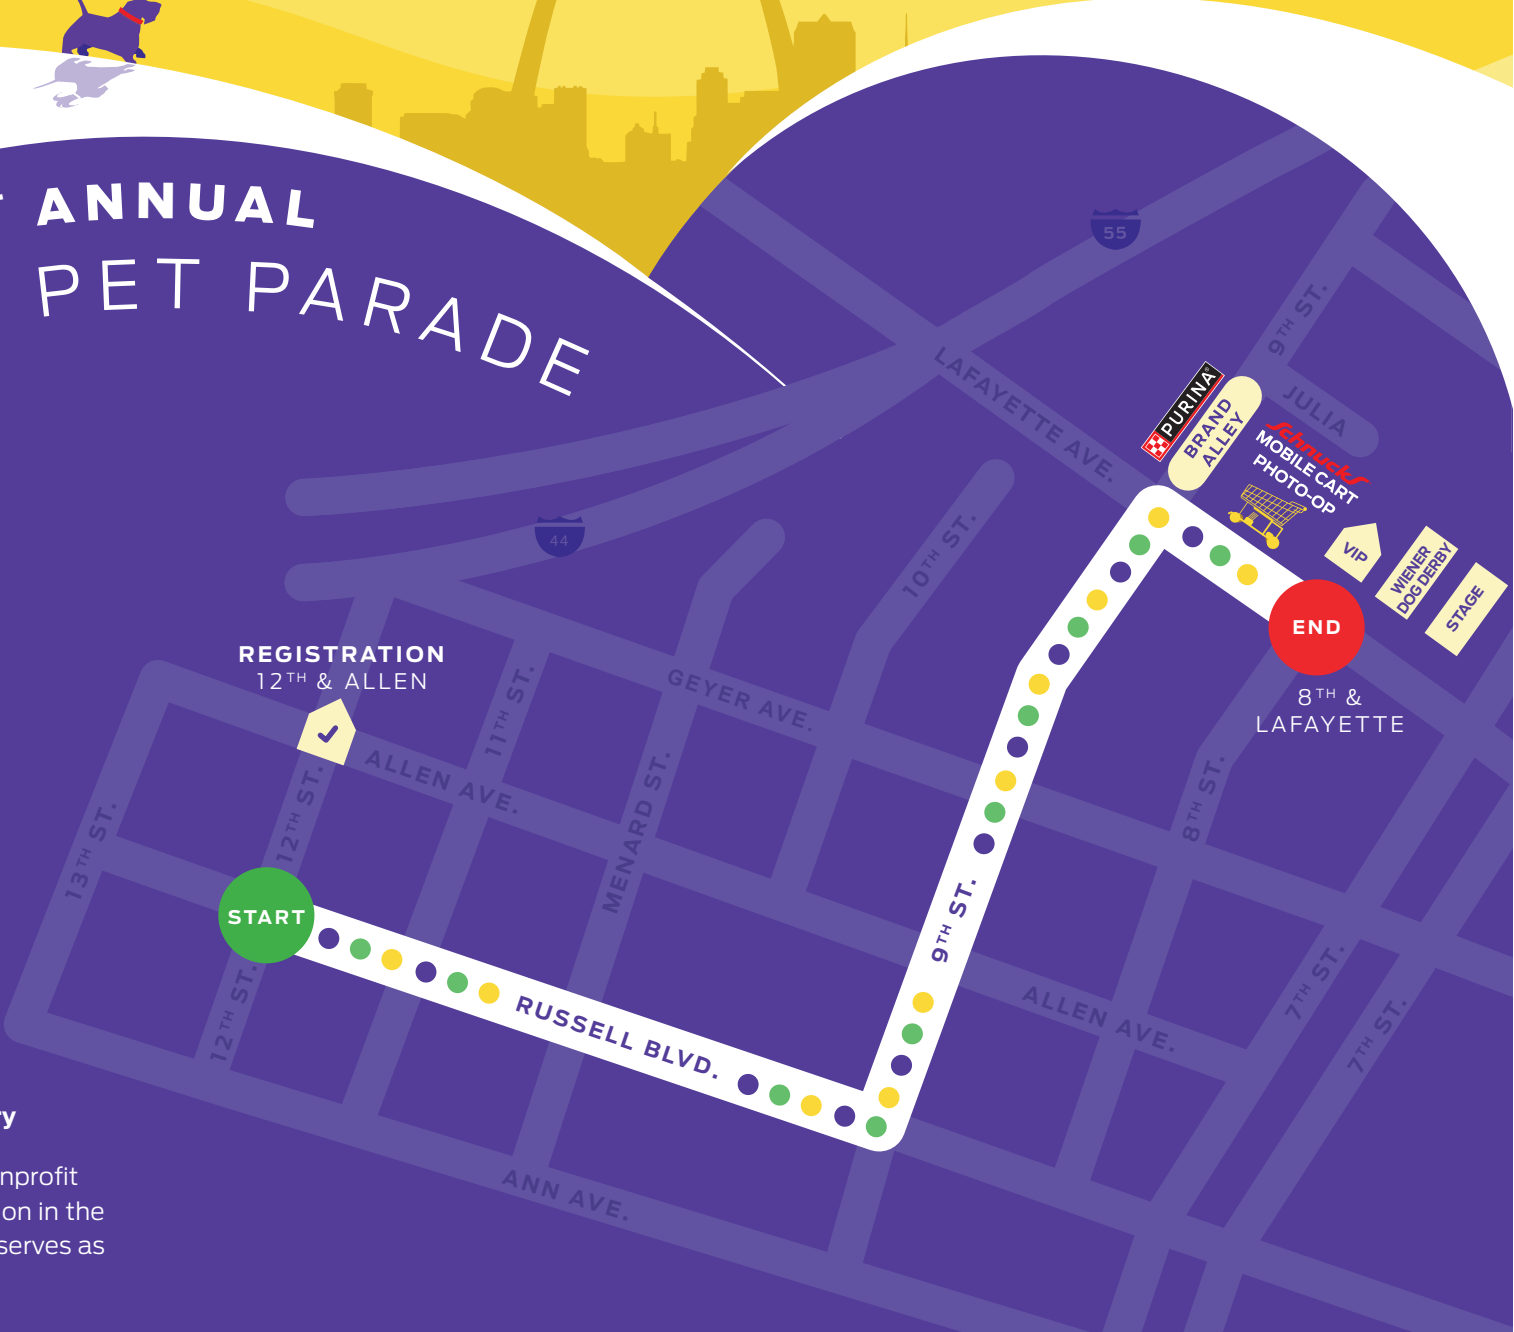 ANNUAL
PET PARADE
55
9TH ST.
LAFAYETTE AVE.
JULIA
PURINA
BRAND
ALLEY
Schnucks
MOBILE CART
PHOTO-OP
VIP
WIENER
DOG DERBY
STAGE
44
10TH ST.
END
8TH &
LAFAYETTE
REGISTRATION
12TH & ALLEN
11TH ST.
GEYER AVE.
ALLEN AVE.
12TH ST.
MENARD ST.
8TH ST.
13TH ST.
START
9TH ST.
12TH ST.
RUSSELL BLVD.
ALLEN AVE.
7TH ST.
7TH ST.
ANN AVE.
y
nprofit
on in the
serves as